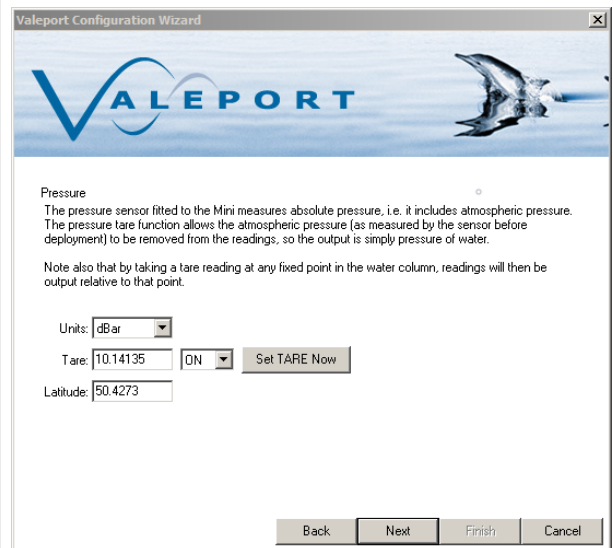 Valeport Configuration Wizard
VALEPORT
Pressure
The pressure sensor fitted to the Mini measures absolute pressure, i.e. it includes atmospheric pressure.
The pressure tare function allows the atmospheric pressure (as measured by the sensor before
deployment) to be removed from the readings, so the output is simply pressure of water.
Note also that by taking a tare reading at any fixed point in the water column, readings will then be
output relative to that point.
Units: dBar
Tare: 10.14135 ON Set TARE Now
Latitude: 50.4273
Back Next Finish Cancel